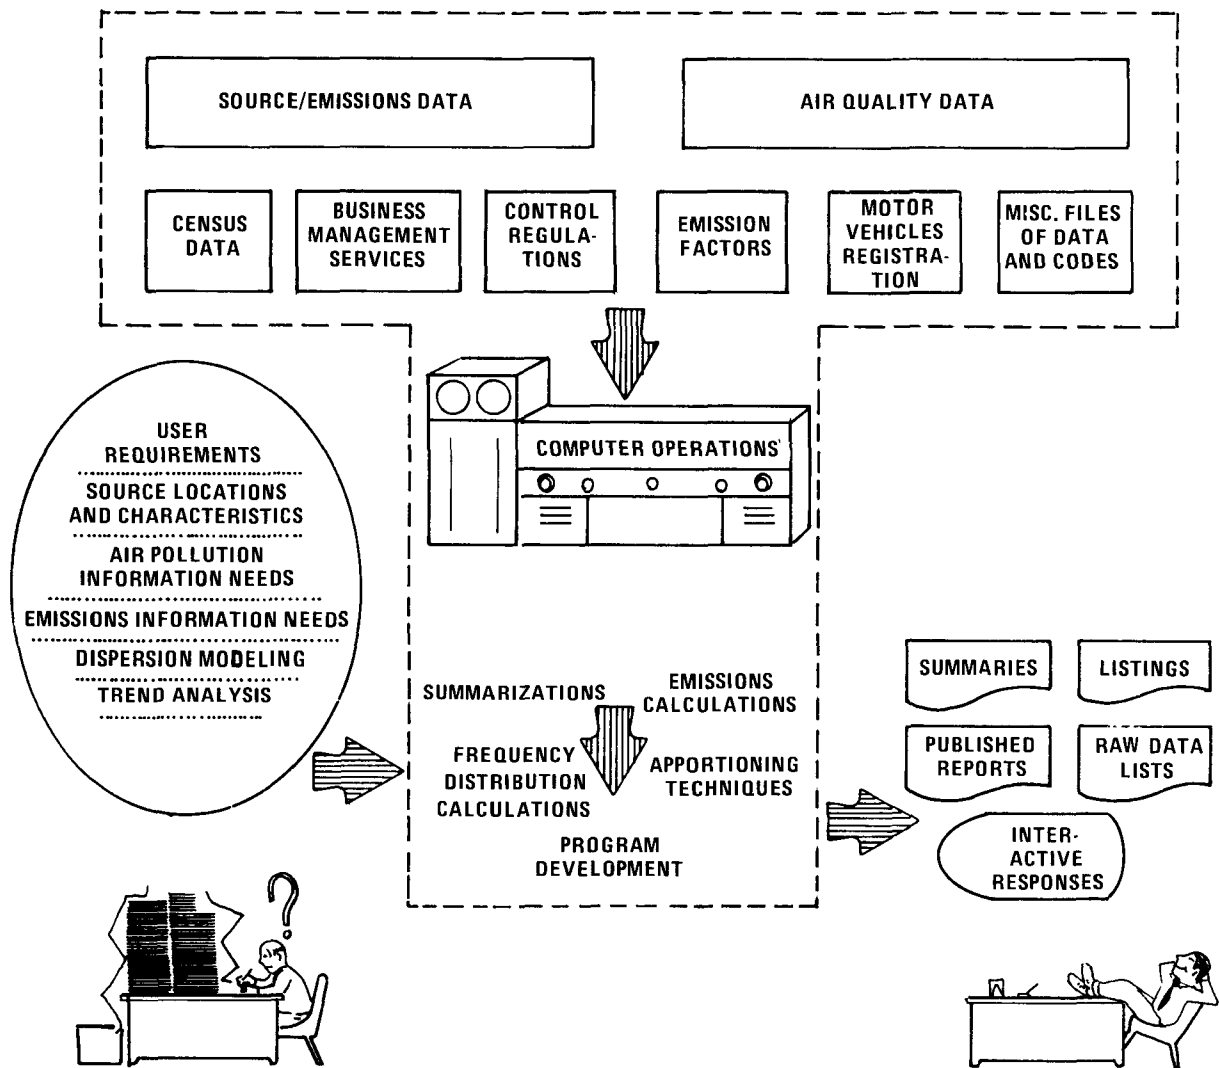 SOURCE/EMISSIONS DATA
AIR QUALITY DATA
CENSUS
DATA
BUSINESS
MANAGEMENT
SERVICES
CONTROL
REGULA-
TIONS
EMISSION
FACTORS
MOTOR
VEHICLES
REGISTRA-
TION
MISC. FILES
OF DATA
AND CODES
COMPUTER OPERATIONS
USER
REQUIREMENTS
SOURCE LOCATIONS
AND CHARACTERISTICS
AIR POLLUTION
INFORMATION NEEDS
EMISSIONS INFORMATION NEEDS
DISPERSION MODELING
TREND ANALYSIS
SUMMARIZATIONS
EMISSIONS
CALCULATIONS
FREQUENCY
DISTRIBUTION
CALCULATIONS
APPORTIONING
TECHNIQUES
PROGRAM
DEVELOPMENT
SUMMARIES
LISTINGS
PUBLISHED
REPORTS
RAW DATA
LISTS
INTER-
ACTIVE
RESPONSES
?